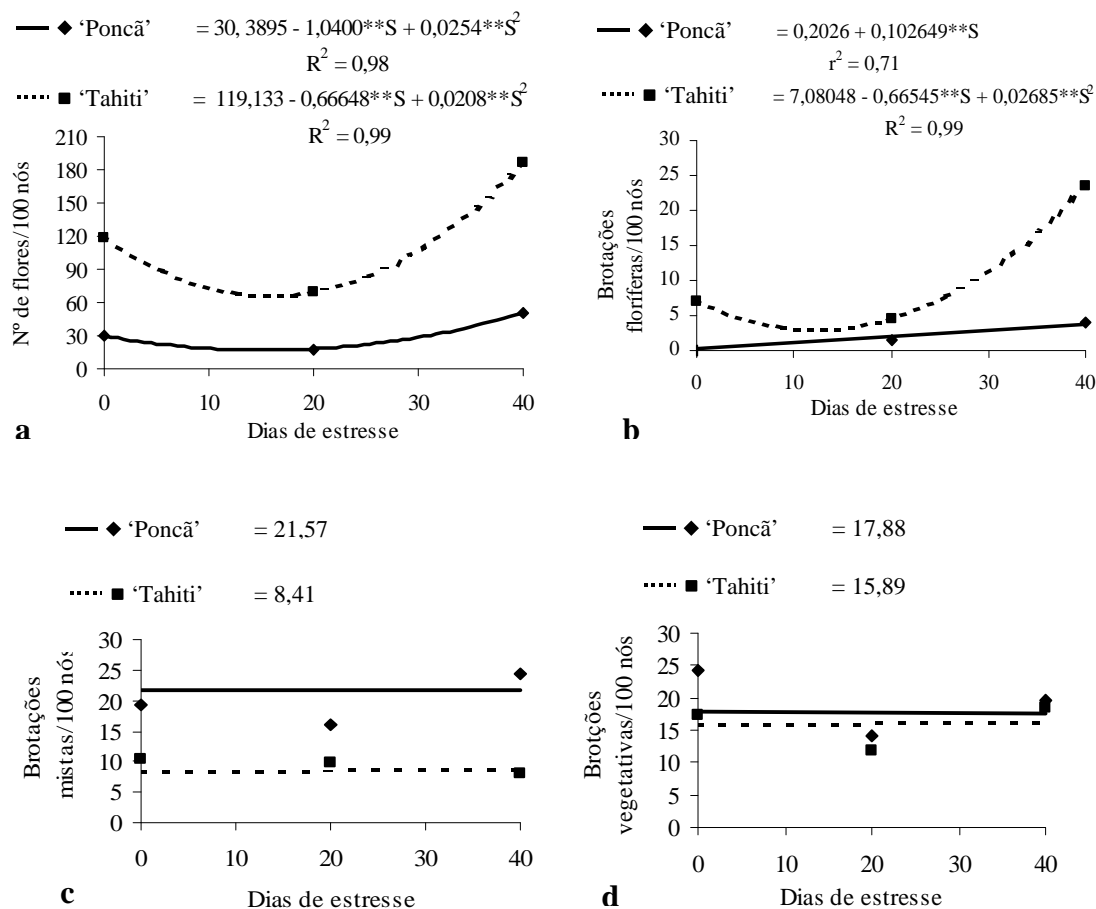 ‘Poncã’ = 30, 3895 - 1,0400**S + 0,0254**S²
R² = 0,98
‘Tahiti’ = 119,133 - 0,66648**S + 0,0208**S²
R² = 0,99
210
180
150
120
90
60
30
0
Nº de flores/100 nós
0 10 20 30 40
Dias de estresse
a
‘Poncã’ = 0,2026 + 0,102649**S
r² = 0,71
‘Tahiti’ = 7,08048 - 0,66545**S + 0,02685**S²
R² = 0,99
30
25
20
15
10
5
0
Brotações
floríferas/100 nós
0 10 20 30 40
Dias de estresse
b
‘Poncã’ = 21,57
‘Tahiti’ = 8,41
30
25
20
15
10
5
0
Brotações
mistas/100 nós
0 10 20 30 40
Dias de estresse
c
‘Poncã’ = 17,88
‘Tahiti’ = 15,89
30
25
20
15
10
5
0
Brotções
vegetativas/100 nós
0 10 20 30 40
Dias de estresse
d